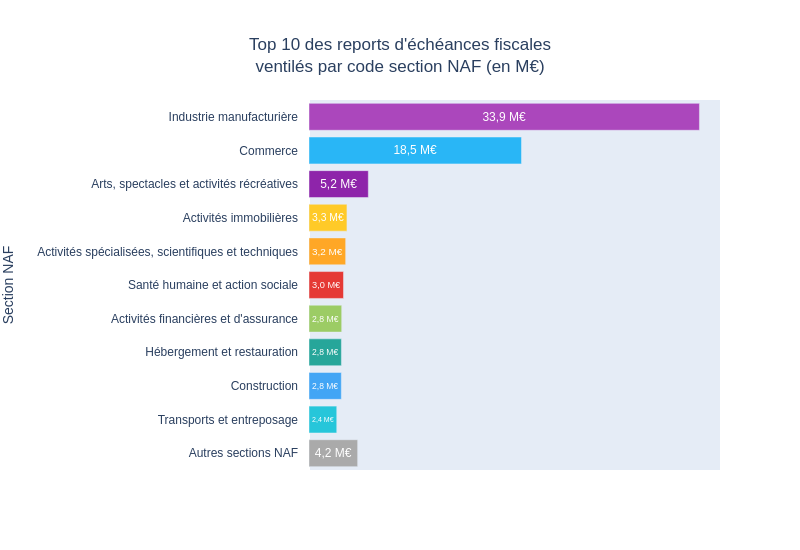 Top 10 des reports d'échéances fiscales
ventilés par code section NAF (en M€)
Section NAF
Industrie manufacturière 33,9 M€
Commerce 18,5 M€
Arts, spectacles et activités récréatives 5,2 M€
Activités immobilières 3,3 M€
Activités spécialisées, scientifiques et techniques 3,2 M€
Santé humaine et action sociale 3,0 M€
Activités financières et d'assurance 2,8 M€
Hébergement et restauration 2,8 M€
Construction 2,8 M€
Transports et entreposage 2,4 M€
Autres sections NAF 4,2 M€